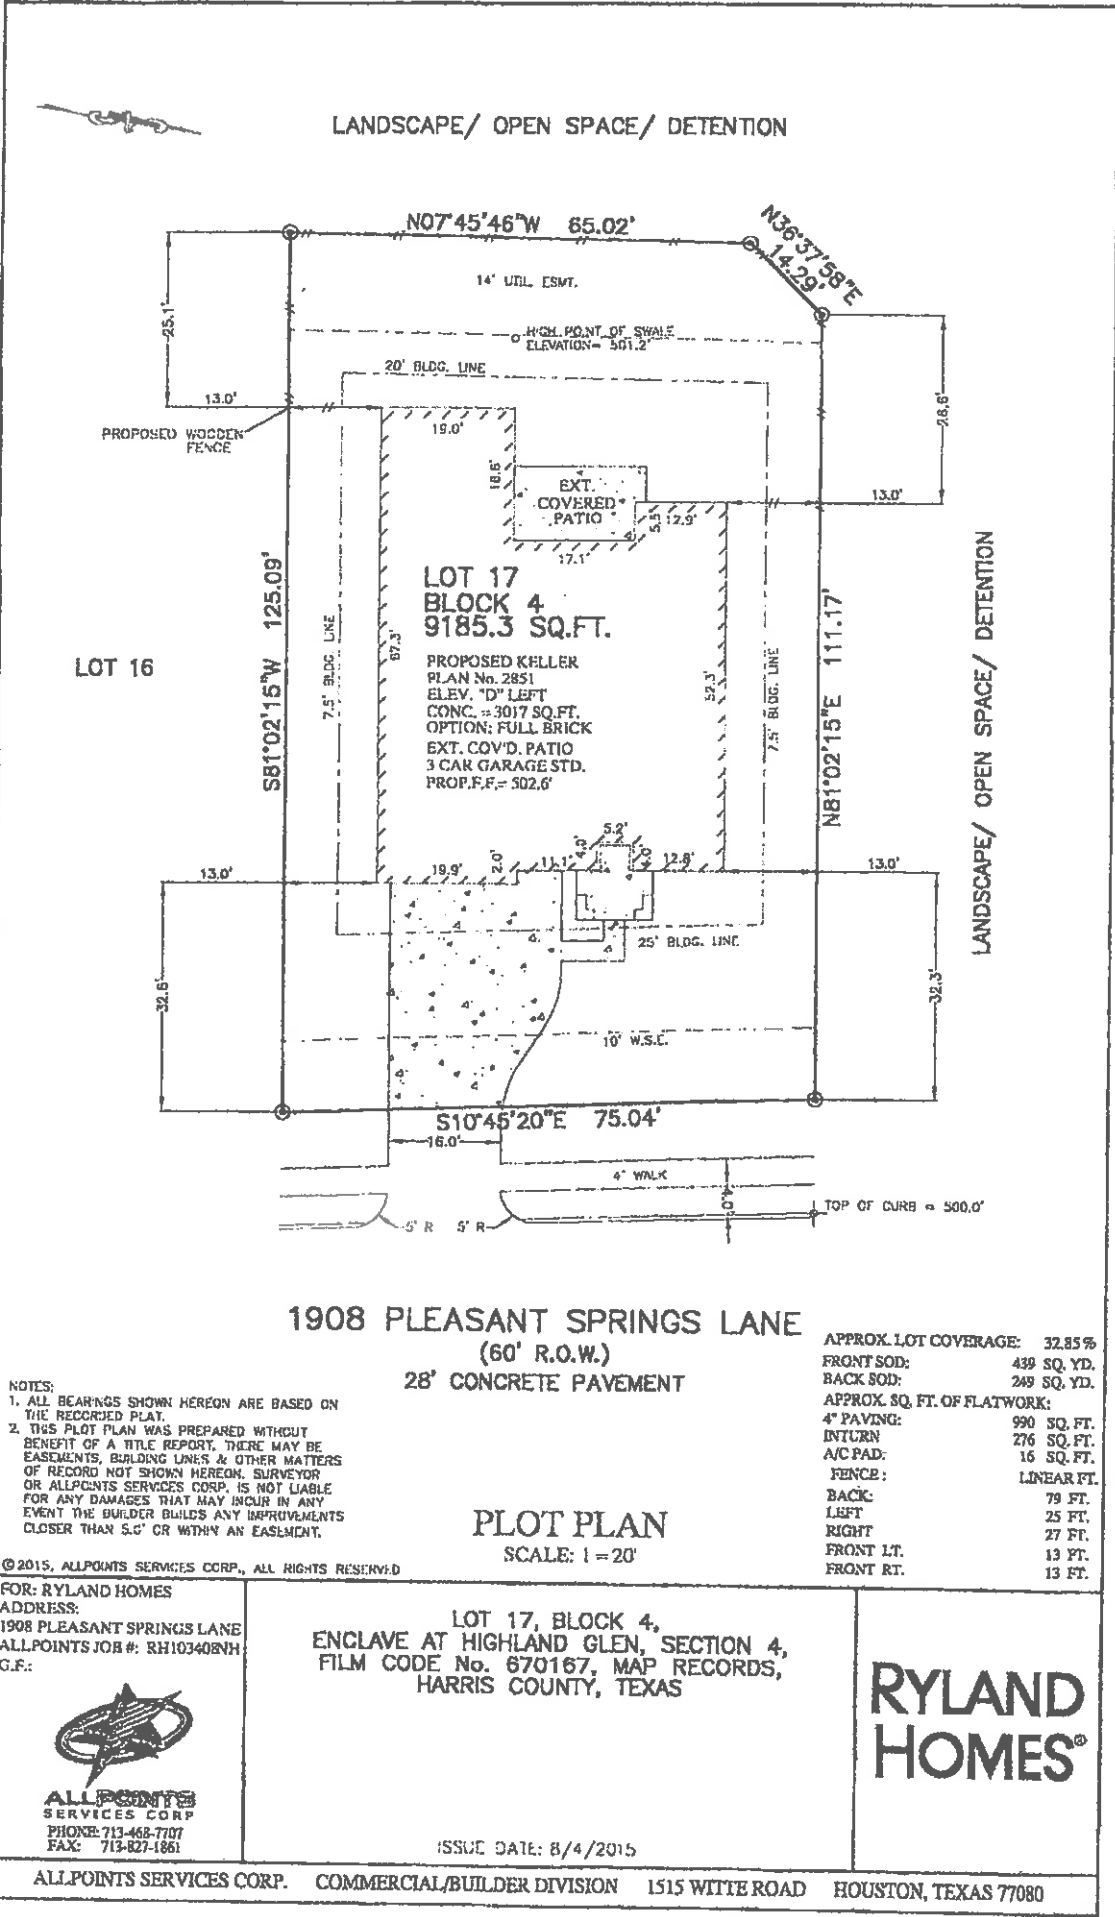 LANDSCAPE/ OPEN SPACE/ DETENTION
N07°45'46"W 65.02'
N36°37'58"E
14.29'
14' UTIL. ESMT.
25.1'
HIGH POINT OF SWALE
ELEVATION= 501.2'
20' BLDG. LINE
13.0'
28.6'
PROPOSED WOODEN
FENCE
19.0'
18.6'
EXT.
COVERED
PATIO
13.0'
5.5'
12.9'
17.1'
LOT 17
BLOCK 4
9185.3 SQ.FT.
S81°02'15"W 125.09'
LOT 16
7.5' BLDG. LINE
67.3'
PROPOSED KELLER
PLAN No. 2851
ELEV. "D" LEFT
CONC. = 3017 SQ.FT.
OPTION: FULL BRICK
EXT. COV'D. PATIO
3 CAR GARAGE STD.
PROP.F.F.= 502.6'
52.3'
7.5' BLDG. LINE
N81°02'15"E 111.17'
LANDSCAPE/ OPEN SPACE/ DETENTION
5.2'
13.0'
19.9'
2.0'
11.1'
4.0'
4.0'
12.8'
13.0'
25' BLDG. LINE
32.6'
32.3'
10' W.S.E.
S10°45'20"E 75.04'
16.0'
4' WALK
4.0'
TOP OF CURB = 500.0'
5' R 5' R
1908 PLEASANT SPRINGS LANE
(60' R.O.W.)
28' CONCRETE PAVEMENT
APPROX. LOT COVERAGE: 32.85%
FRONT SOD: 439 SQ. YD.
BACK SOD: 249 SQ. YD.
APPROX. SQ. FT. OF FLATWORK:
4" PAVING: 990 SQ. FT.
INTURN 276 SQ. FT.
A/C PAD: 16 SQ. FT.
FENCE: LINEAR FT.
BACK: 79 FT.
LEFT 25 FT.
RIGHT 27 FT.
FRONT LT. 13 FT.
FRONT RT. 13 FT.
NOTES:
1. ALL BEARINGS SHOWN HEREON ARE BASED ON
THE RECORDED PLAT.
2. THIS PLOT PLAN WAS PREPARED WITHOUT
BENEFIT OF A TITLE REPORT. THERE MAY BE
EASEMENTS, BUILDING LINES & OTHER MATTERS
OF RECORD NOT SHOWN HEREON. SURVEYOR
OR ALLPOINTS SERVICES CORP. IS NOT LIABLE
FOR ANY DAMAGES THAT MAY INCUR IN ANY
EVENT THE BUILDER BUILDS ANY IMPROVEMENTS
CLOSER THAN 5.0' OR WITHIN AN EASEMENT.
PLOT PLAN
SCALE: 1 = 20'
©2015, ALLPOINTS SERVICES CORP., ALL RIGHTS RESERVED
FOR: RYLAND HOMES
ADDRESS:
1908 PLEASANT SPRINGS LANE
ALLPOINTS JOB #: RH103408NH
G.F.:
ALLPOINTS
SERVICES CORP
PHONE: 713-468-7707
FAX: 713-827-1861
LOT 17, BLOCK 4,
ENCLAVE AT HIGHLAND GLEN, SECTION 4,
FILM CODE No. 670167, MAP RECORDS,
HARRIS COUNTY, TEXAS
ISSUE DATE: 8/4/2015
RYLAND
HOMES®
ALLPOINTS SERVICES CORP. COMMERCIAL/BUILDER DIVISION 1515 WITTE ROAD HOUSTON, TEXAS 77080